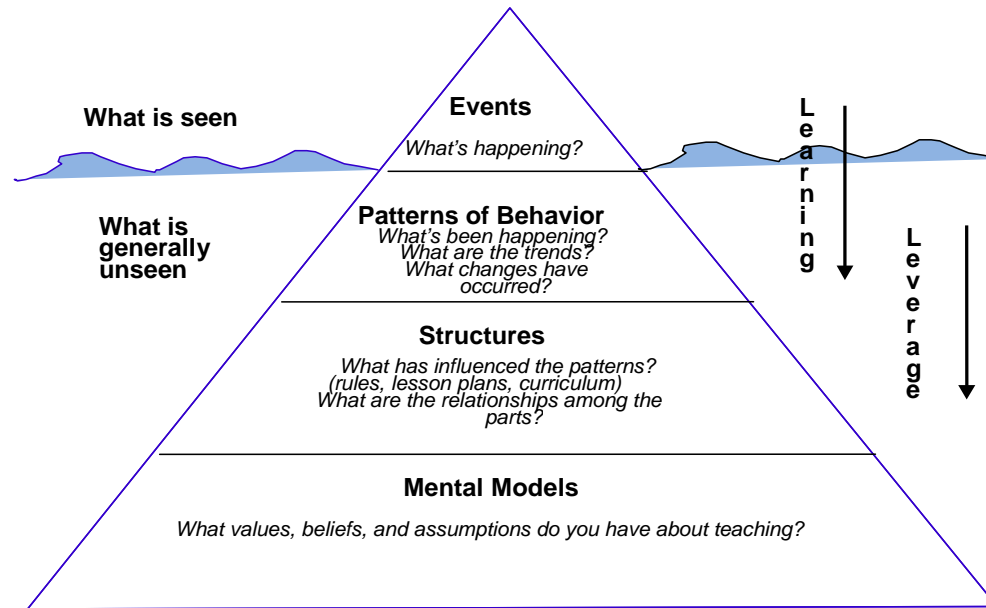 What is seen
Events
What's happening?
What is
generally
unseen
Patterns of Behavior
What's been happening?
What are the trends?
What changes have
occurred?
Structures
What has influenced the patterns?
(rules, lesson plans, curriculum)
What are the relationships among the
parts?
Mental Models
What values, beliefs, and assumptions do you have about teaching?
Learning
Leverage